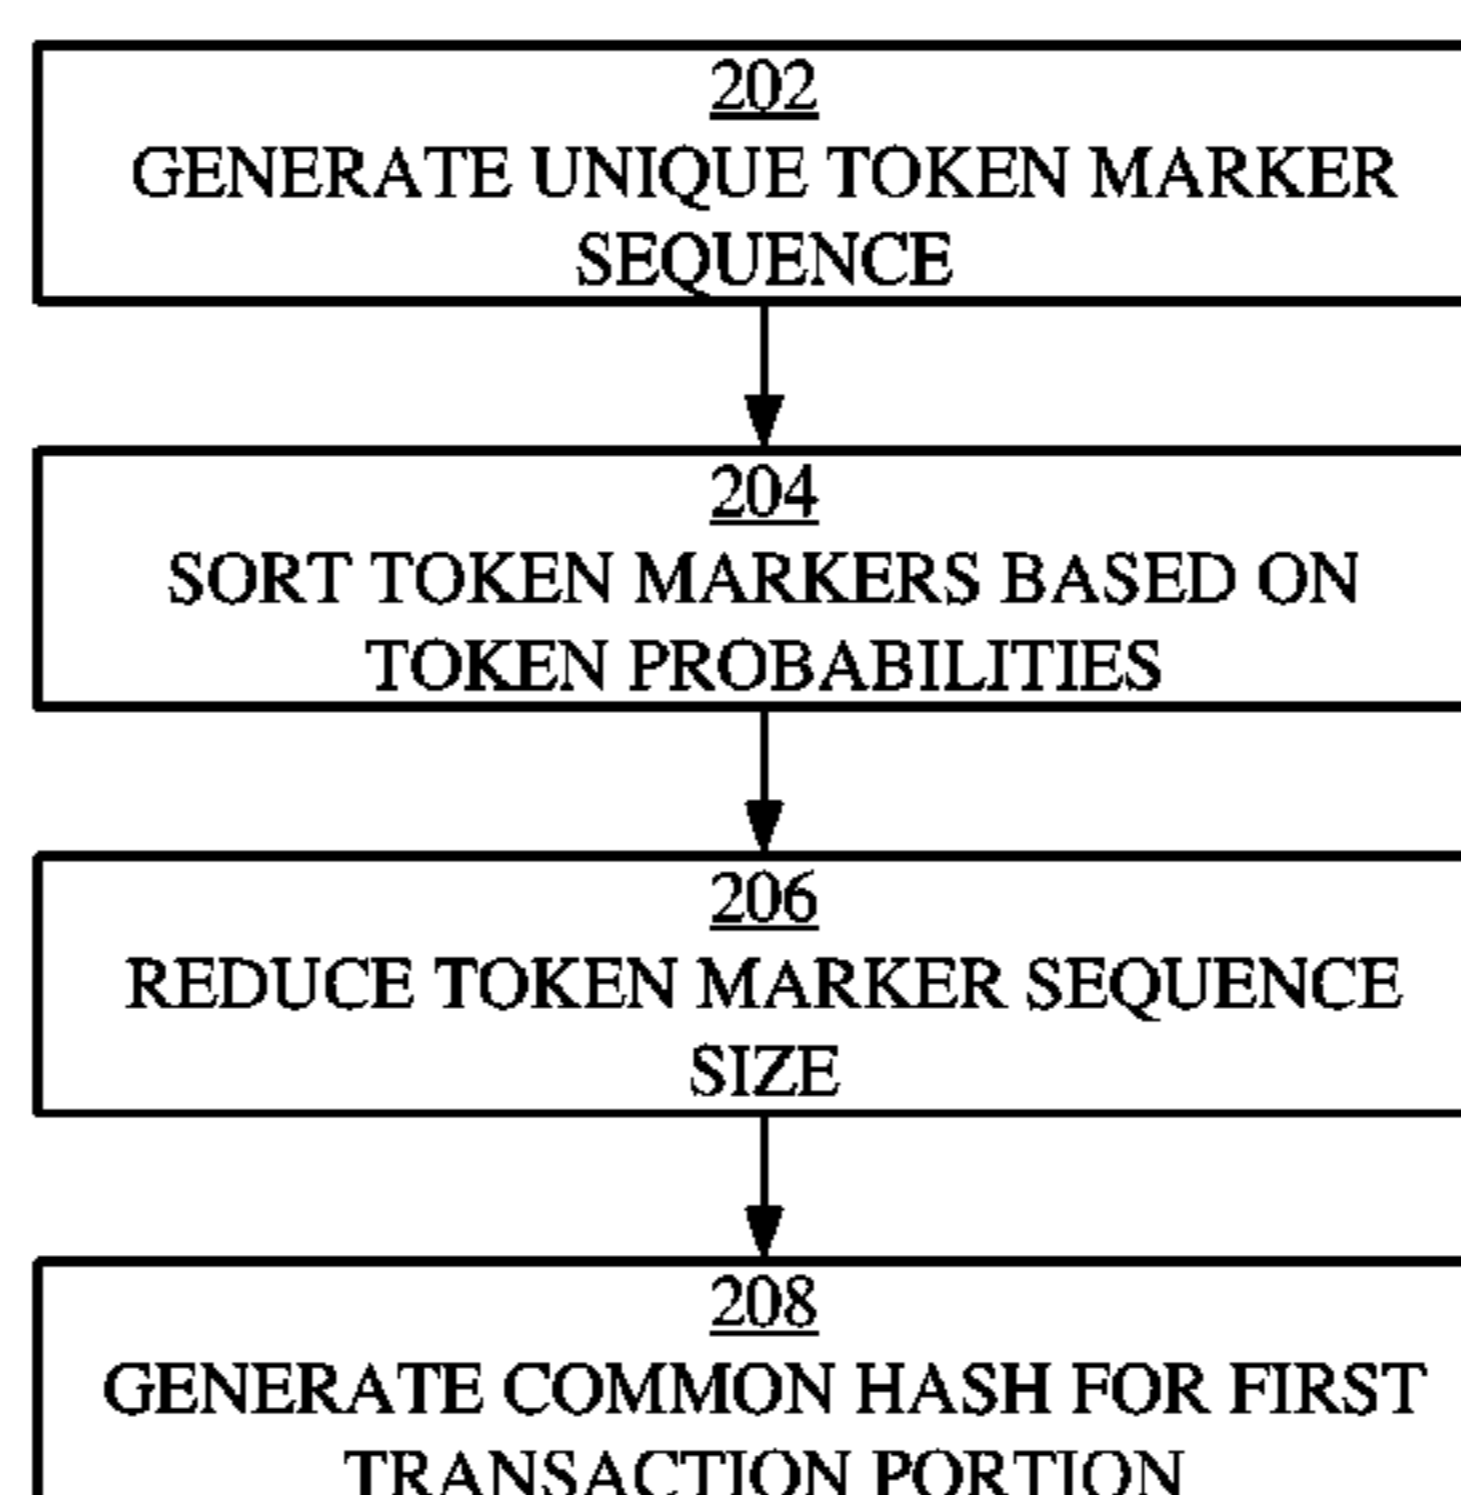 202
GENERATE UNIQUE TOKEN MARKER
SEQUENCE
204
SORT TOKEN MARKERS BASED ON
TOKEN PROBABILITIES
206
REDUCE TOKEN MARKER SEQUENCE
SIZE
208
GENERATE COMMON HASH FOR FIRST
TRANSACTION PORTION